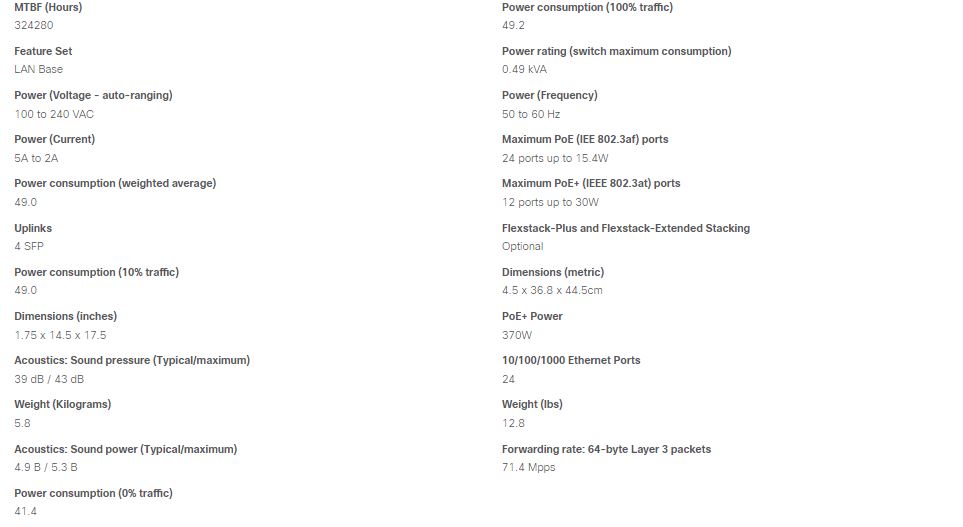 MTBF (Hours)
324280
Feature Set
LAN Base
Power (Voltage - auto-ranging)
100 to 240 VAC
Power (Current)
5A to 2A
Power consumption (weighted average)
49.0
Uplinks
4 SFP
Power consumption (10% traffic)
49.0
Dimensions (inches)
1.75 x 14.5 x 17.5
Acoustics: Sound pressure (Typical/maximum)
39 dB / 43 dB
Weight (Kilograms)
5.8
Acoustics: Sound power (Typical/maximum)
4.9 B / 5.3 B
Power consumption (0% traffic)
41.4
Power consumption (100% traffic)
49.2
Power rating (switch maximum consumption)
0.49 kVA
Power (Frequency)
50 to 60 Hz
Maximum PoE (IEE 802.3af) ports
24 ports up to 15.4W
Maximum PoE+ (IEEE 802.3at) ports
12 ports up to 30W
Flexstack-Plus and Flexstack-Extended Stacking
Optional
Dimensions (metric)
4.5 x 36.8 x 44.5cm
PoE+ Power
370W
10/100/1000 Ethernet Ports
24
Weight (lbs)
12.8
Forwarding rate: 64-byte Layer 3 packets
71.4 Mpps